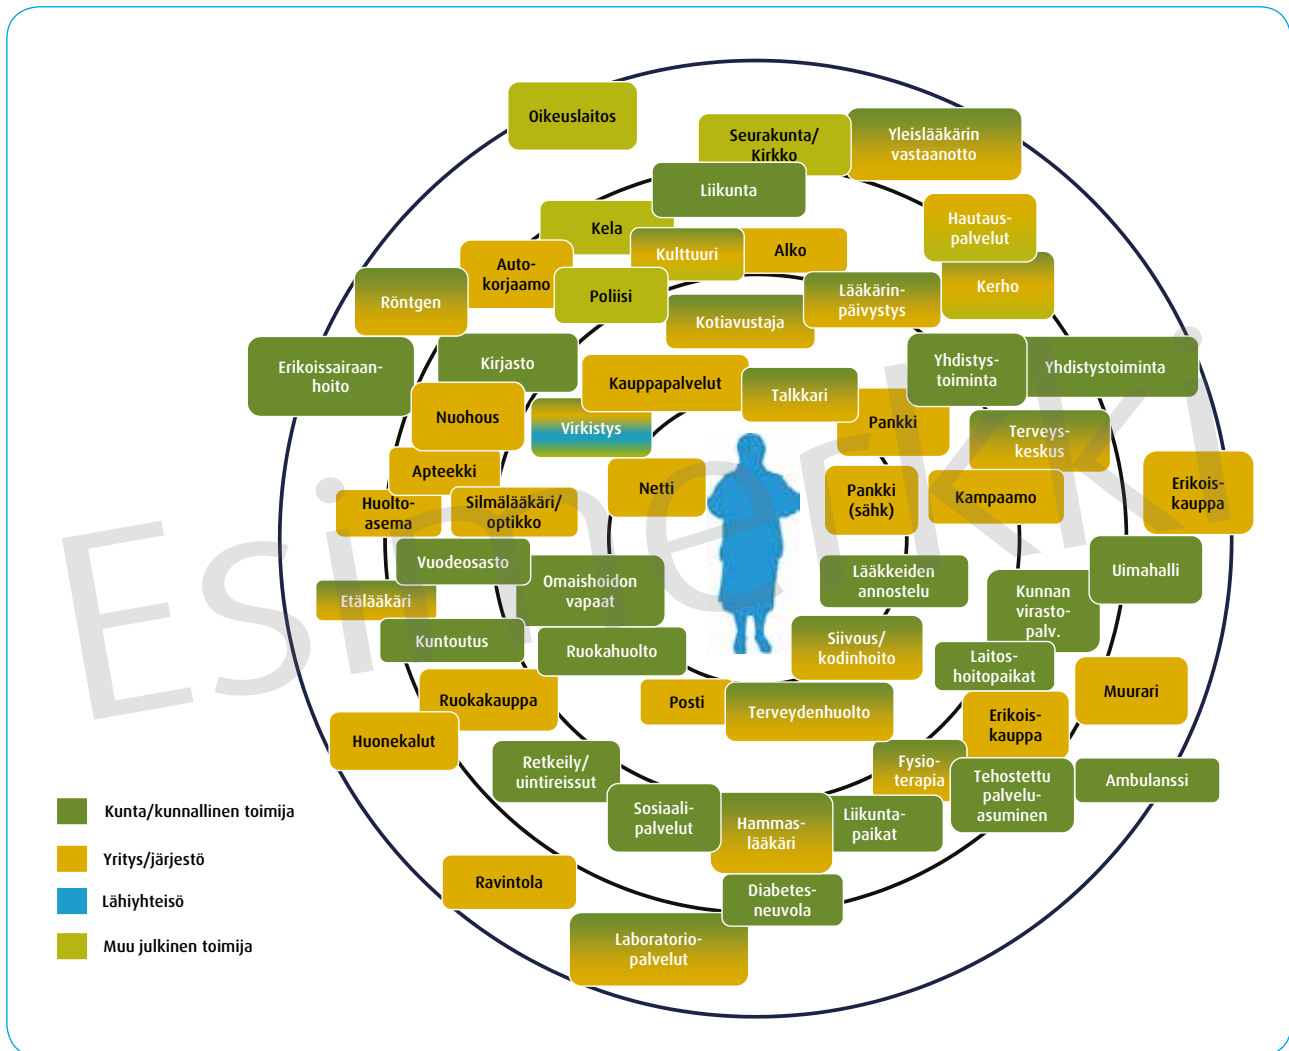 Oikeuslaitos
Seurakunta/
Kirkko
Yleislääkärin
vastaanotto
Liikunta
Kela
Hautaus-
palvelut
Kulttuuri
Alko
Auto-
korjaamo
Poliisi
Röntgen
Kotiavustaja
Lääkärin-
päivystys
Kerho
Erikoissairaan-
hoito
Kirjasto
Kauppapalvelut
Talkkari
Yhdistys-
toiminta
Yhdistystoiminta
Nuohous
Virkistys
Pankki
Terveys-
keskus
Apteekki
Netti
Pankki
(sähk)
Kampaamo
Erikois-
kauppa
Huolto-
asema
Silmälääkäri/
optikko
Vuodeosasto
Omaishoidon
vapaat
Lääkkeiden
annostelu
Uimahalli
Etälääkäri
Kunnan
virasto-
palv.
Kuntoutus
Ruokahuolto
Siivous/
kodinhoito
Laitos-
hoitopaikat
Ruokakauppa
Posti
Terveydenhuolto
Muurari
Erikois-
kauppa
Huonekalut
Retkeily/
uintireissut
Fysio-
terapia
Tehostettu
palvelu-
asuminen
Ambulanssi
Sosiaali-
palvelut
Hammas-
lääkäri
Liikunta-
paikat
Ravintola
Diabetes-
neuvola
Laboratorio-
palvelut
Kunta/kunnallinen toimija
Yritys/järjestö
Lähiyhteisö
Muu julkinen toimija
Esimerkki